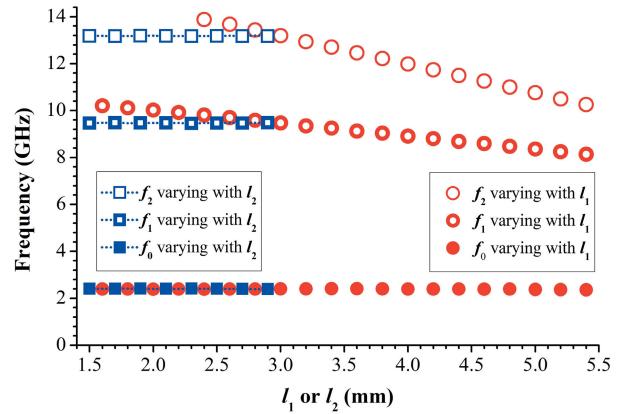 14
12
10
8
6
4
2
0
Frequency (GHz)
f2 varying with l2
f1 varying with l2
f0 varying with l2
f2 varying with l1
f1 varying with l1
f0 varying with l1
1.5 2.0 2.5 3.0 3.5 4.0 4.5 5.0 5.5
l1 or l2 (mm)